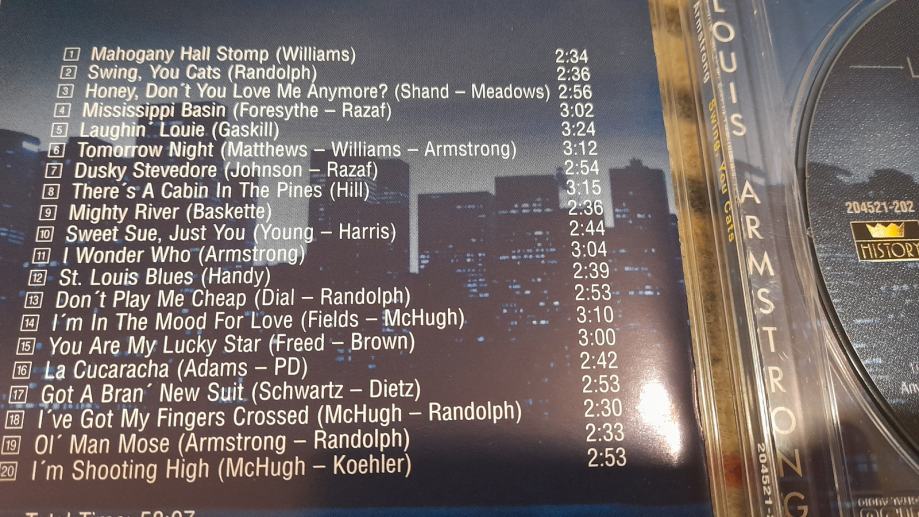 1 Mahogany Hall Stomp (Williams) 2:34
2 Swing, You Cats (Randolph) 2:36
3 Honey, Don´t You Love Me Anymore? (Shand – Meadows) 2:56
4 Mississippi Basin (Foresythe – Razaf) 3:02
5 Laughin´ Louie (Gaskill) 3:24
6 Tomorrow Night (Matthews – Williams – Armstrong) 3:12
7 Dusky Stevedore (Johnson – Razaf) 2:54
8 There´s A Cabin In The Pines (Hill) 3:15
9 Mighty River (Baskette) 2:36
10 Sweet Sue, Just You (Young – Harris) 2:44
11 I Wonder Who (Armstrong) 3:04
12 St. Louis Blues (Handy) 2:39
13 Don´t Play Me Cheap (Dial – Randolph) 2:53
14 I´m In The Mood For Love (Fields – McHugh) 3:10
15 You Are My Lucky Star (Freed – Brown) 3:00
16 La Cucaracha (Adams – PD) 2:42
17 Got A Bran´ New Suit (Schwartz – Dietz) 2:53
18 I´ve Got My Fingers Crossed (McHugh – Randolph) 2:30
19 Ol´ Man Mose (Armstrong – Randolph) 2:33
20 I´m Shooting High (McHugh – Koehler) 2:53
Total Time:
Armstrong Swing You Cats
LOUIS ARMSTRONG
204521-
204521-202
HISTORY